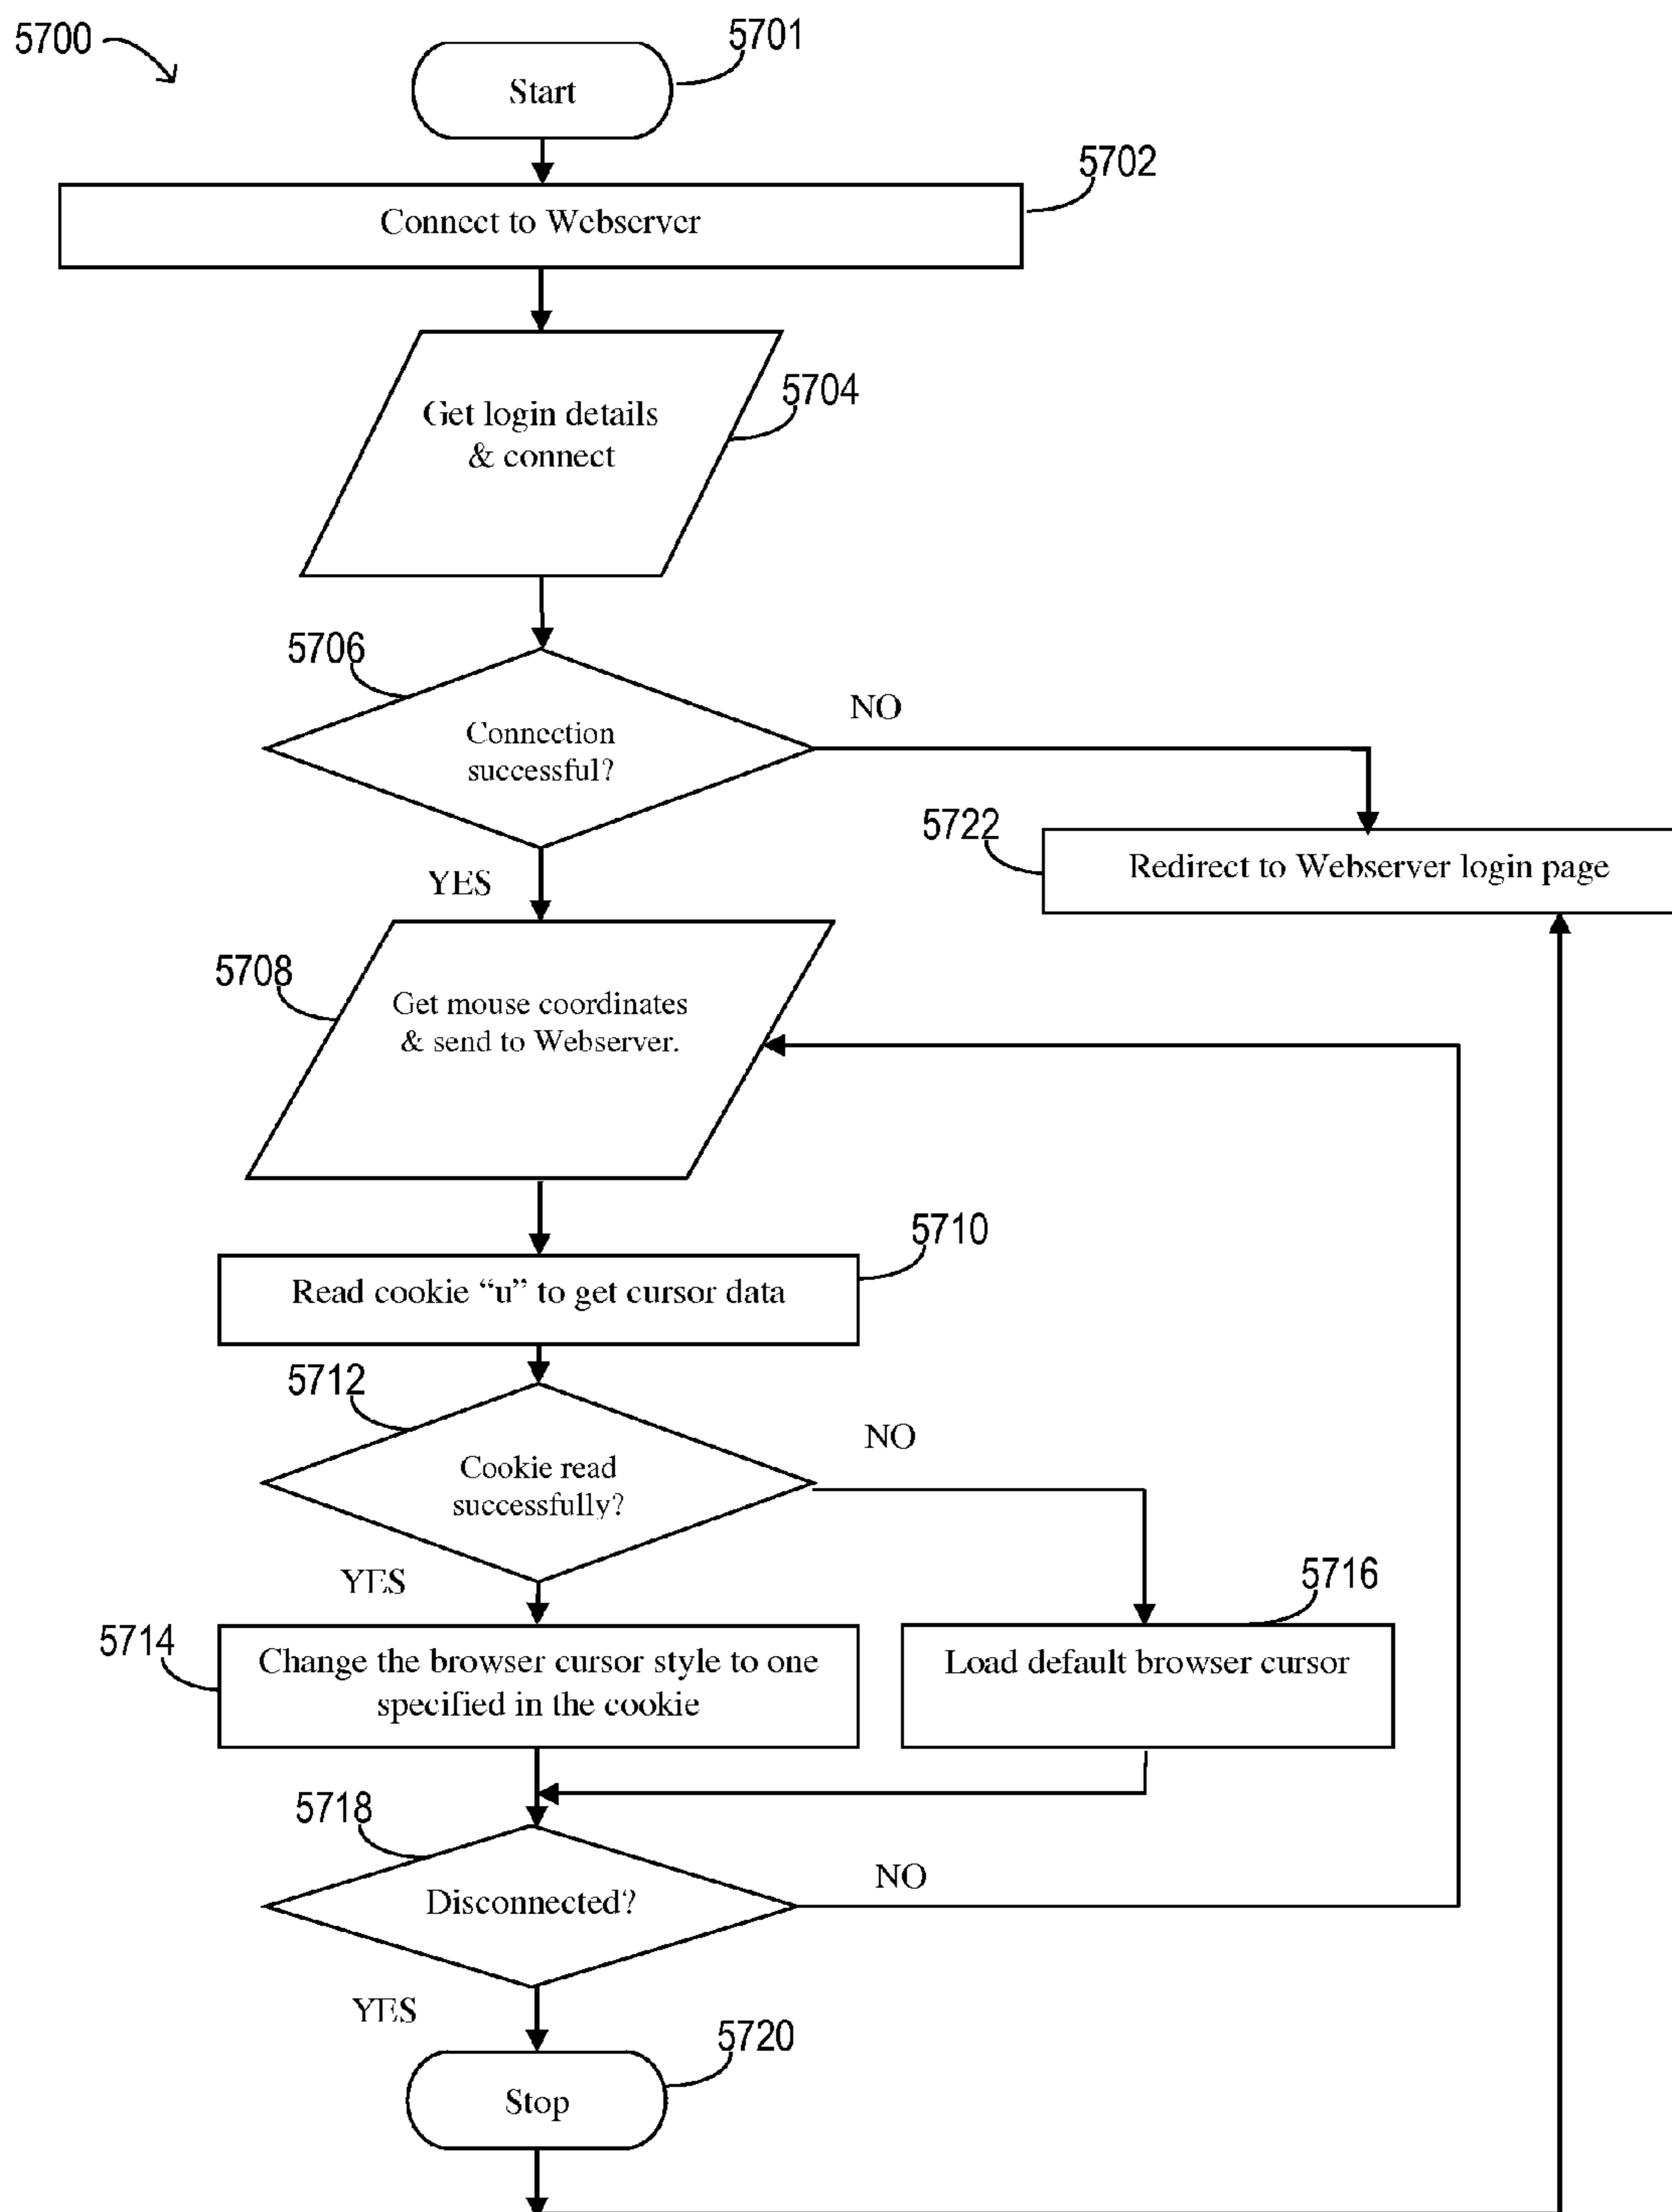 5700
5701
Start
5702
Connect to Webserver
5704
Get login details
& connect
5706
Connection
successful?
NO
5722
Redirect to Webserver login page
YES
5708
Get mouse coordinates
& send to Webserver.
5710
Read cookie “u” to get cursor data
5712
Cookie read
successfully?
NO
YES
5716
5714
Change the browser cursor style to one
specified in the cookie
Load default browser cursor
5718
Disconnected?
NO
YES
5720
Stop